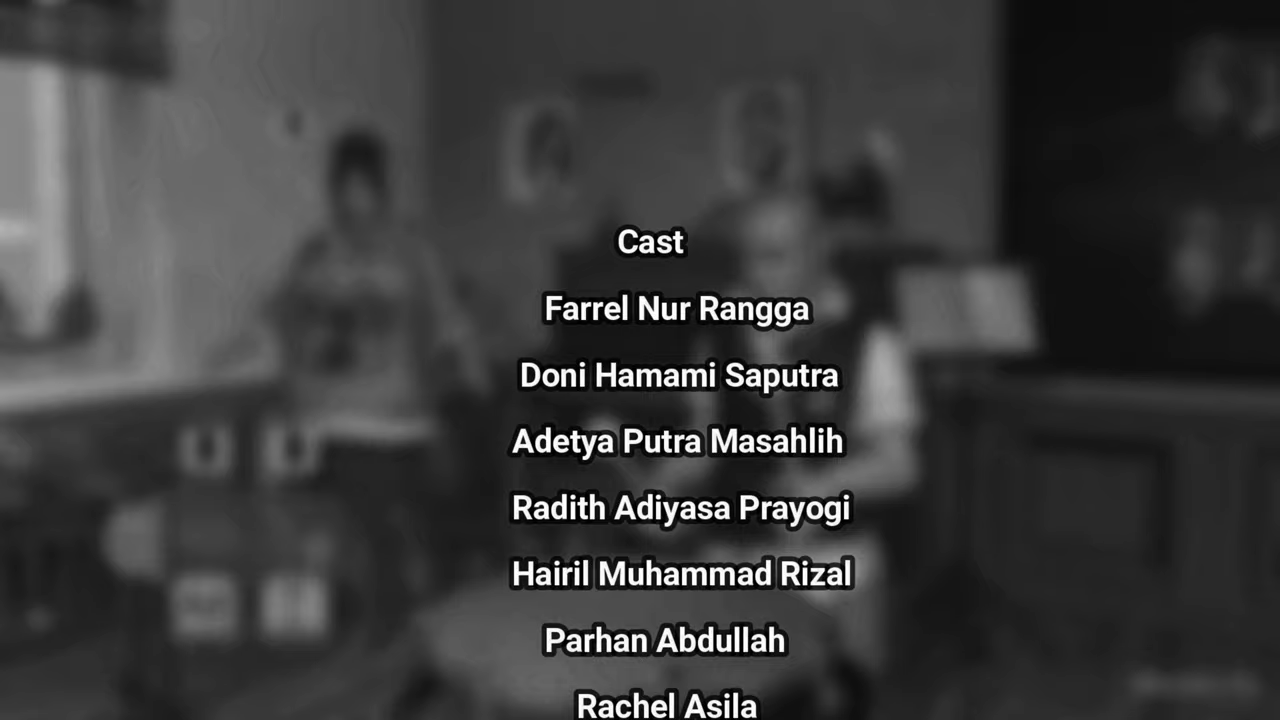 Cast
Farrel Nur Rangga
Doni Hamami Saputra
Adetya Putra Masahlih
Radith Adiyasa Prayogi
Hairil Muhammad Rizal
Parhan Abdullah
Rachel Asila